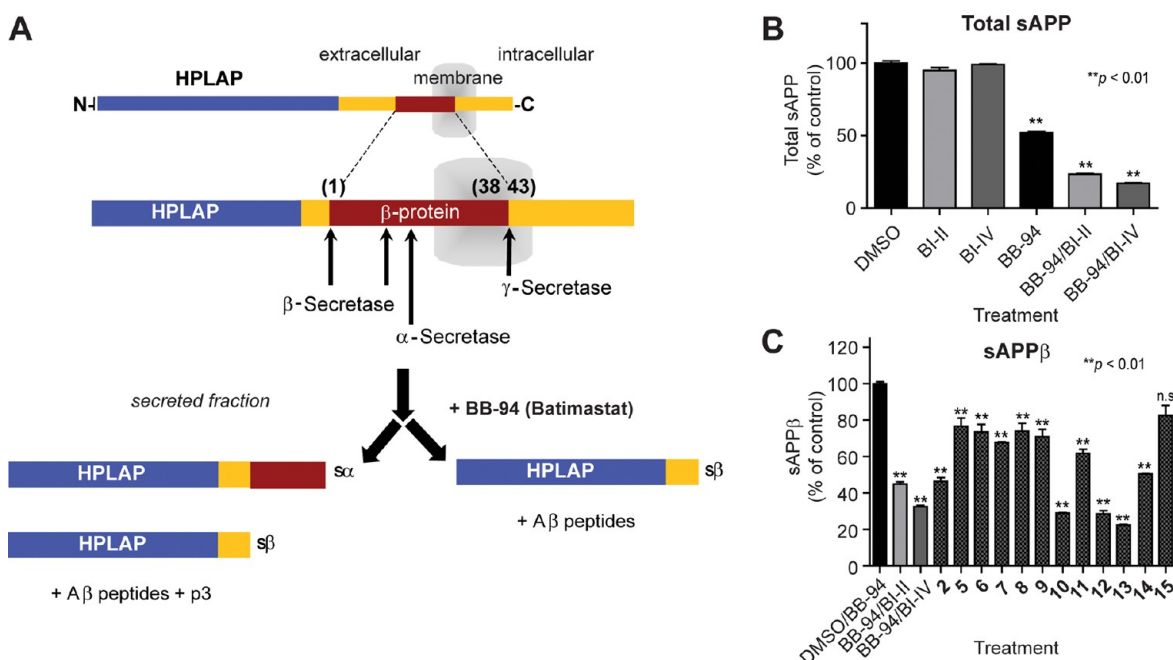 A
extracellular
intracellular
HPLAP
membrane
N-
-C
(1)
(38 43)
HPLAP
β-protein
β-Secretase
γ-Secretase
α-Secretase
secreted fraction
+ BB-94 (Batimastat)
HPLAP
sα
HPLAP
sβ
+ Aβ peptides
HPLAP
sβ
+ Aβ peptides + p3
B
Total sAPP
**p < 0.01
Total sAPP
(% of control)
100
50
0
**
**
**
DMSO
BI-II
BI-IV
BB-94
BB-94/BI-II
BB-94/BI-IV
Treatment
C
sAPPβ
**p < 0.01
sAPPβ
(% of control)
120
100
80
60
40
20
0
**
**
**
**
**
**
**
**
**
**
**
**
**
n.s
DMSO/BB-94
BB-94/BI-II
BB-94/BI-IV
2
5
6
7
8
9
10
11
12
13
14
15
Treatment